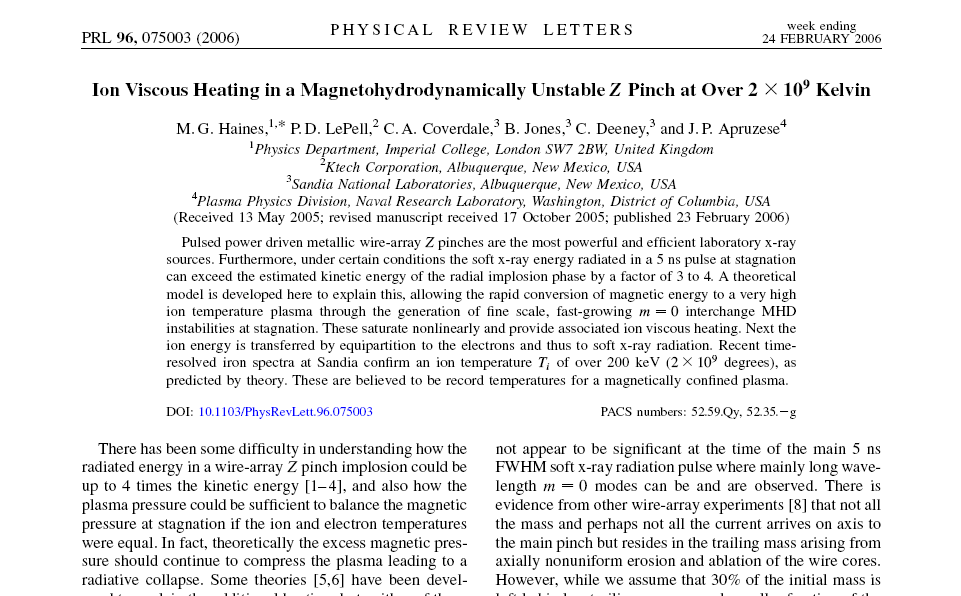 PRL 96, 075003 (2006)
PHYSICAL REVIEW LETTERS
week ending
24 FEBRUARY 2006
Ion Viscous Heating in a Magnetohydrodynamically Unstable Z Pinch at Over 2 × 10⁹ Kelvin
M. G. Haines,¹,* P. D. LePell,² C. A. Coverdale,³ B. Jones,³ C. Deeney,³ and J. P. Apruzese⁴
¹Physics Department, Imperial College, London SW7 2BW, United Kingdom
²Ktech Corporation, Albuquerque, New Mexico, USA
³Sandia National Laboratories, Albuquerque, New Mexico, USA
⁴Plasma Physics Division, Naval Research Laboratory, Washington, District of Columbia, USA
(Received 13 May 2005; revised manuscript received 17 October 2005; published 23 February 2006)
Pulsed power driven metallic wire-array Z pinches are the most powerful and efficient laboratory x-ray
sources. Furthermore, under certain conditions the soft x-ray energy radiated in a 5 ns pulse at stagnation
can exceed the estimated kinetic energy of the radial implosion phase by a factor of 3 to 4. A theoretical
model is developed here to explain this, allowing the rapid conversion of magnetic energy to a very high
ion temperature plasma through the generation of fine scale, fast-growing m = 0 interchange MHD
instabilities at stagnation. These saturate nonlinearly and provide associated ion viscous heating. Next the
ion energy is transferred by equipartition to the electrons and thus to soft x-ray radiation. Recent time-
resolved iron spectra at Sandia confirm an ion temperature Tᵢ of over 200 keV (2 × 10⁹ degrees), as
predicted by theory. These are believed to be record temperatures for a magnetically confined plasma.
DOI: 10.1103/PhysRevLett.96.075003
PACS numbers: 52.59.Qy, 52.35.−g
There has been some difficulty in understanding how the
radiated energy in a wire-array Z pinch implosion could be
up to 4 times the kinetic energy [1–4], and also how the
plasma pressure could be sufficient to balance the magnetic
pressure at stagnation if the ion and electron temperatures
were equal. In fact, theoretically the excess magnetic pres-
sure should continue to compress the plasma leading to a
radiative collapse. Some theories [5,6] have been devel-
not appear to be significant at the time of the main 5 ns
FWHM soft x-ray radiation pulse where mainly long wave-
length m = 0 modes can be and are observed. There is
evidence from other wire-array experiments [8] that not all
the mass and perhaps not all the current arrives on axis to
the main pinch but resides in the trailing mass arising from
axially nonuniform erosion and ablation of the wire cores.
However, while we assume that 30% of the initial mass is